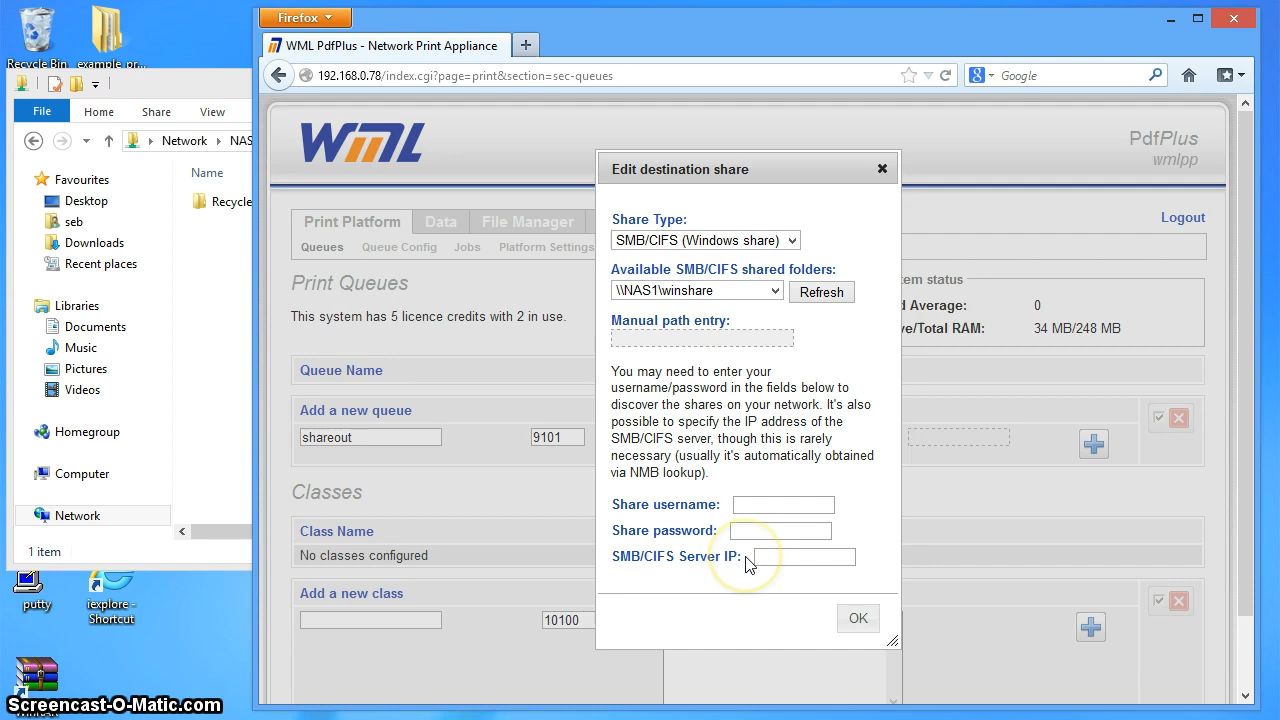 Firefox
Recycle Bin
example_pr...
WML PdfPlus - Network Print Appliance
192.168.0.78/index.cgi?page=print&section=sec-queues
Google
File
Home
Share
View
Network
NAS
Name
Favourites
Desktop
seb
Downloads
Recent places
Recycle
Libraries
Documents
Music
Pictures
Videos
Homegroup
Computer
Network
1 item
putty
iexplore -
Shortcut
Screencast-O-Matic.com
WML
PdfPlus
wmlpp
Print Platform
Data
File Manager
Logout
Queues
Queue Config
Jobs
Platform Settings
Print Queues
This system has 5 licence credits with 2 in use.
Queue Name
Add a new queue
shareout
9101
Classes
Class Name
No classes configured
Add a new class
10100
em status
d Average:
0
ve/Total RAM:
34 MB/248 MB
Edit destination share
Share Type:
SMB/CIFS (Windows share)
Available SMB/CIFS shared folders:
\\NAS1\winshare
Refresh
Manual path entry:
You may need to enter your
username/password in the fields below to
discover the shares on your network. It's also
possible to specify the IP address of the
SMB/CIFS server, though this is rarely
necessary (usually it's automatically obtained
via NMB lookup).
Share username:
Share password:
SMB/CIFS Server IP:
OK